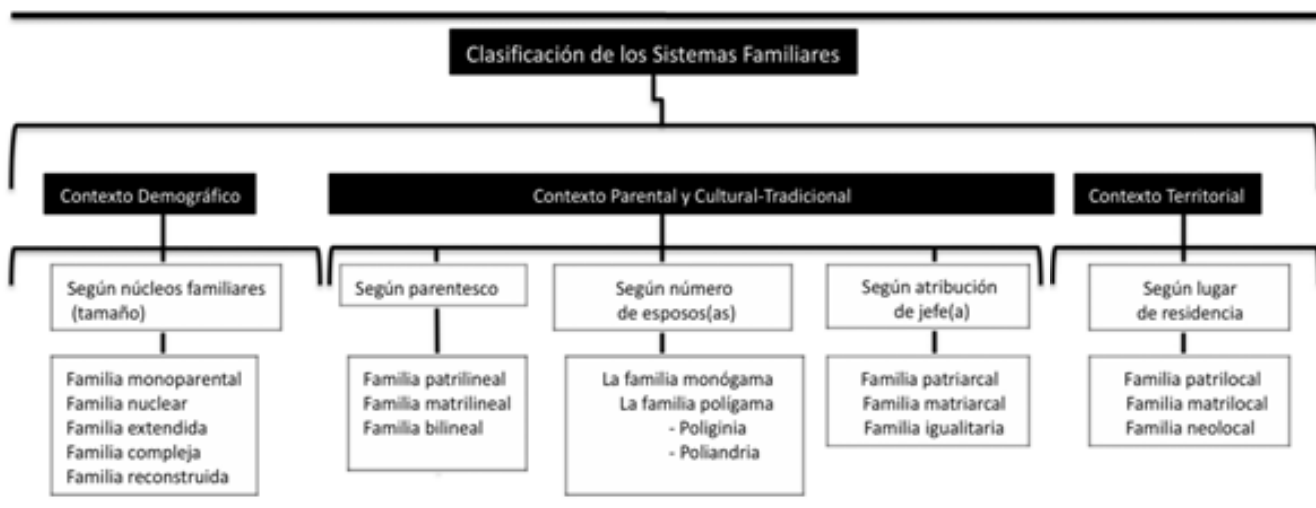 Clasificación de los Sistemas Familiares
Contexto Demográfico
Contexto Parental y Cultural-Tradicional
Contexto Territorial
Según núcleos familiares
(tamaño)
Según parentesco
Según número
de esposos(as)
Según atribución
de jefe(a)
Según lugar
de residencia
Familia monoparental
Familia nuclear
Familia extendida
Familia compleja
Familia reconstruida
Familia patrilineal
Familia matrilineal
Familia bilineal
La familia monógama
La familia polígama
- Poliginia
- Poliandria
Familia patriarcal
Familia matriarcal
Familia igualitaria
Familia patrilocal
Familia matrilocal
Familia neolocal